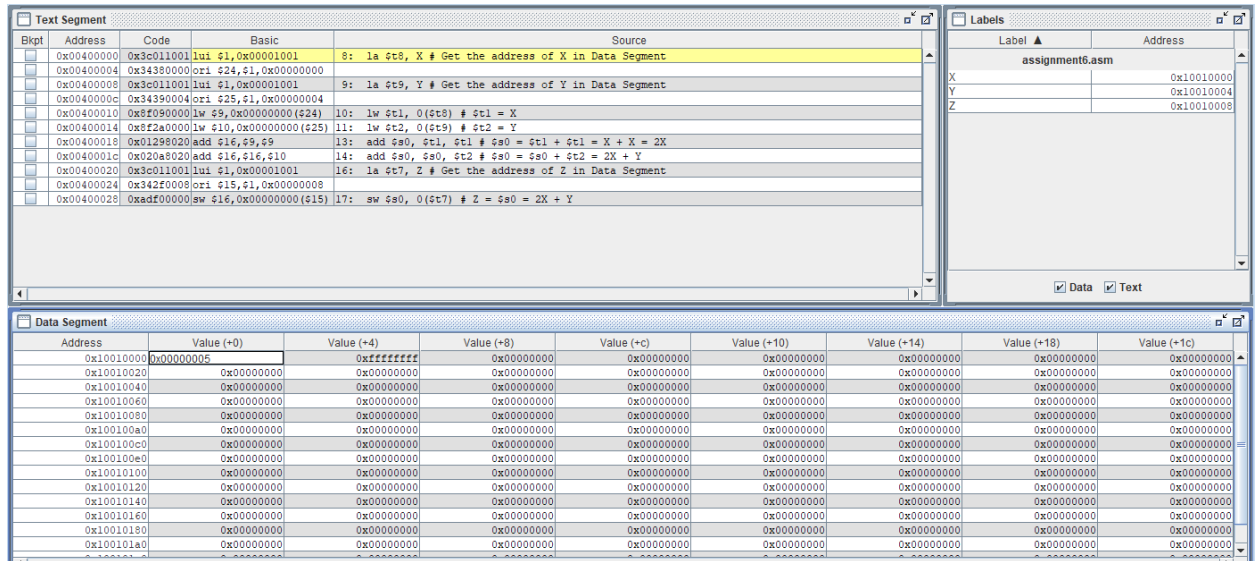 Text Segment
Bkpt Address Code Basic Source
0x00400000 0x3c011001 lui $1,0x00001001 8: la $t8, X # Get the address of X in Data Segment
0x00400004 0x34380000 ori $24,$1,0x00000000
0x00400008 0x3c011001 lui $1,0x00001001 9: la $t9, Y # Get the address of Y in Data Segment
0x0040000c 0x34390004 ori $25,$1,0x00000004
0x00400010 0x8f090000 lw $9,0x00000000($24) 10: lw $t1, 0($t8) # $t1 = X
0x00400014 0x8f2a0000 lw $10,0x00000000($25) 11: lw $t2, 0($t9) # $t2 = Y
0x00400018 0x01298020 add $16,$9,$9 13: add $s0, $t1, $t1 # $s0 = $t1 + $t1 = X + X = 2X
0x0040001c 0x020a8020 add $16,$16,$10 14: add $s0, $s0, $t2 # $s0 = $s0 + $t2 = 2X + Y
0x00400020 0x3c011001 lui $1,0x00001001 16: la $t7, Z # Get the address of Z in Data Segment
0x00400024 0x342f0008 ori $15,$1,0x00000008
0x00400028 0xadf00000 sw $16,0x00000000($15) 17: sw $s0, 0($t7) # Z = $s0 = 2X + Y
Labels
Label ▲ Address
assignment6.asm
X 0x10010000
Y 0x10010004
Z 0x10010008
Data Text
Data Segment
Address Value (+0) Value (+4) Value (+8) Value (+c) Value (+10) Value (+14) Value (+18) Value (+1c)
0x10010000 0x00000005 0xffffffff 0x00000000 0x00000000 0x00000000 0x00000000 0x00000000 0x00000000
0x10010020 0x00000000 0x00000000 0x00000000 0x00000000 0x00000000 0x00000000 0x00000000 0x00000000
0x10010040 0x00000000 0x00000000 0x00000000 0x00000000 0x00000000 0x00000000 0x00000000 0x00000000
0x10010060 0x00000000 0x00000000 0x00000000 0x00000000 0x00000000 0x00000000 0x00000000 0x00000000
0x10010080 0x00000000 0x00000000 0x00000000 0x00000000 0x00000000 0x00000000 0x00000000 0x00000000
0x100100a0 0x00000000 0x00000000 0x00000000 0x00000000 0x00000000 0x00000000 0x00000000 0x00000000
0x100100c0 0x00000000 0x00000000 0x00000000 0x00000000 0x00000000 0x00000000 0x00000000 0x00000000
0x100100e0 0x00000000 0x00000000 0x00000000 0x00000000 0x00000000 0x00000000 0x00000000 0x00000000
0x10010100 0x00000000 0x00000000 0x00000000 0x00000000 0x00000000 0x00000000 0x00000000 0x00000000
0x10010120 0x00000000 0x00000000 0x00000000 0x00000000 0x00000000 0x00000000 0x00000000 0x00000000
0x10010140 0x00000000 0x00000000 0x00000000 0x00000000 0x00000000 0x00000000 0x00000000 0x00000000
0x10010160 0x00000000 0x00000000 0x00000000 0x00000000 0x00000000 0x00000000 0x00000000 0x00000000
0x10010180 0x00000000 0x00000000 0x00000000 0x00000000 0x00000000 0x00000000 0x00000000 0x00000000
0x100101a0 0x00000000 0x00000000 0x00000000 0x00000000 0x00000000 0x00000000 0x00000000 0x00000000